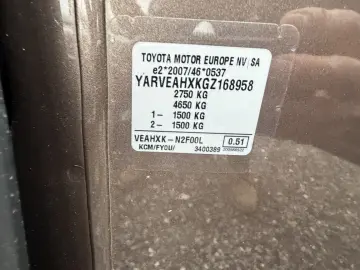 TOYOTA MOTOR EUROPE NV/SA
e2*2007/46*0537
YARVEAHXKGZ168958
2750 KG
4650 KG
1- 1500 KG
2- 1500 KG
VEAHXK-N2F00L 0.51
KCM/FYOU/ 3400389